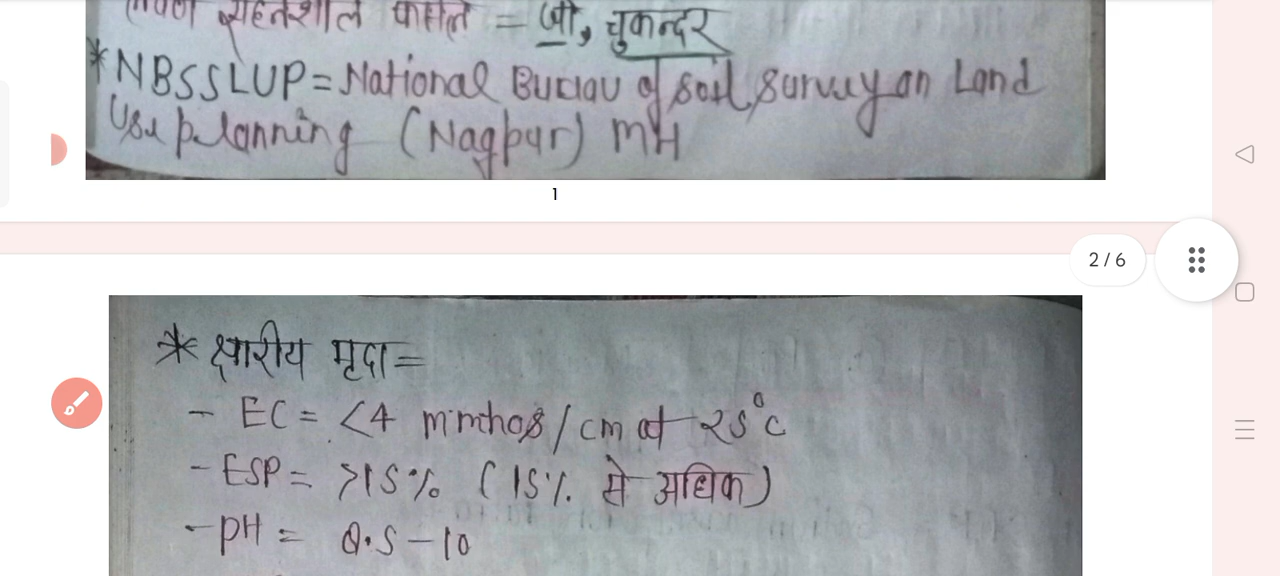 लवण सहनशील फसल = जौ, चुकन्दर
*NBSSLUP=National Bureau of Soil Survey on Land
Use planning (Nagpur) MH
1
2 / 6
* क्षारीय मृदा=
- EC = <4 mmhos/cm at 25°C
- ESP = >15% (15% से अधिक)
-pH = 8.5-10